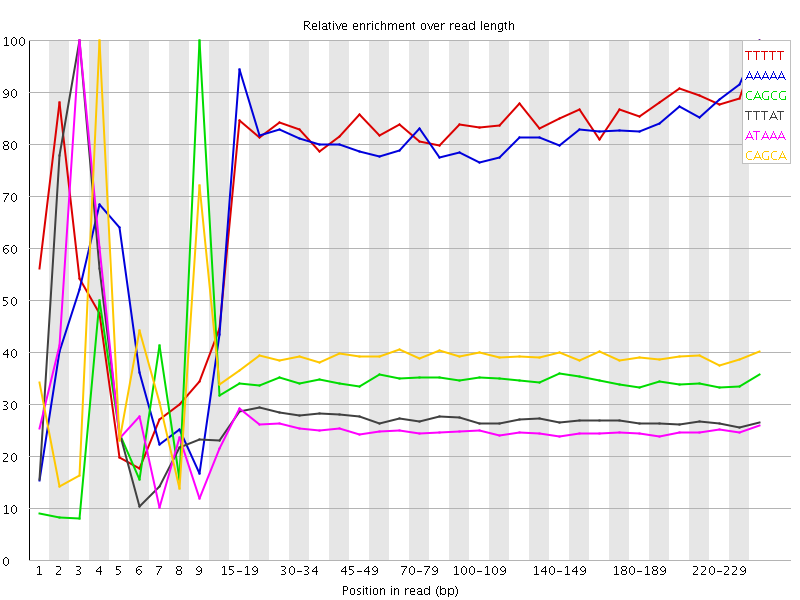 Relative enrichment over read length
100
90
80
70
60
50
40
30
20
10
0
TTTTT
AAAAA
CAGCG
TTTAT
ATAAA
CAGCA
1 2 3 4 5 6 7 8 9 15-19 30-34 45-49 70-79 100-109 140-149 180-189 220-229
Position in read (bp)